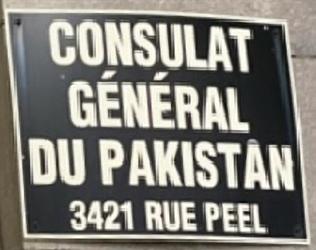 CONSULAT
GÉNÉRAL
DU PAKISTAN
3421 RUE PEEL